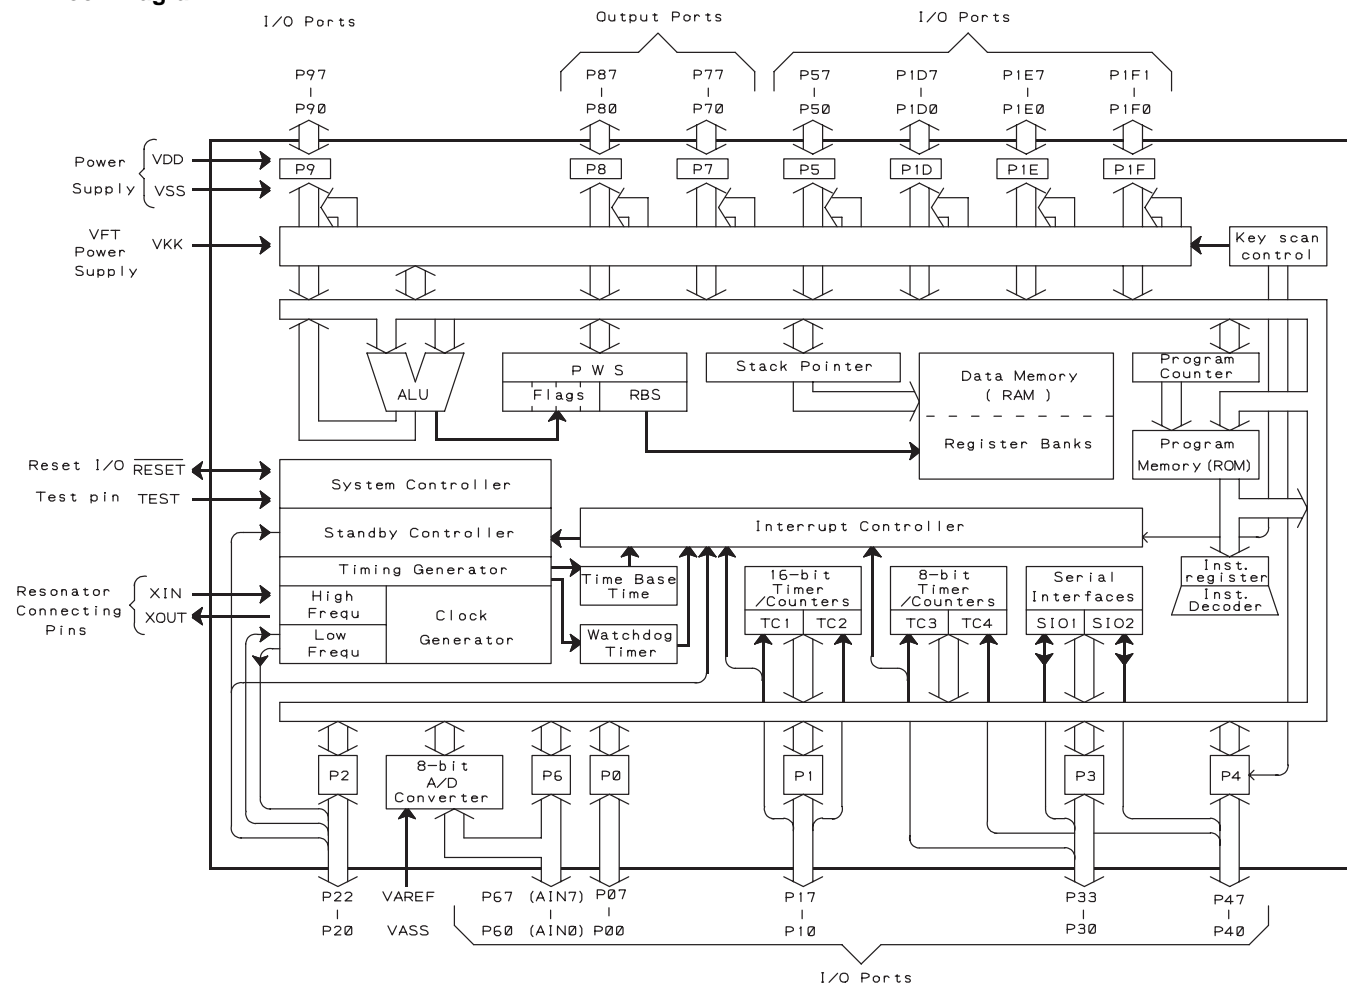 I/O Ports
Output Ports
I/O Ports
P97 P87 P77 P57 P1D7 P1E7 P1F1
P90 P80 P70 P50 P1D0 P1E0 P1F0
Power Supply
VDD
VSS
P9 P8 P7 P5 P1D P1E P1F
VFT
Power
Supply
VKK
Key scan
control
ALU
P W S
Flags
RBS
Stack Pointer
Data Memory
( RAM )
Register Banks
Program
Counter
Program
Memory (ROM)
Reset I/O RESET
Test pin TEST
System Controller
Standby Controller
Interrupt Controller
Timing Generator
Time Base
Time
High
Frequ
Low
Frequ
Clock
Generator
Watchdog
Timer
16-bit
Timer
/Counters
TC1 TC2
8-bit
Timer
/Counters
TC3 TC4
Serial
Interfaces
SIO1 SIO2
Inst.
register
Inst.
Decoder
Resonator
Connecting
Pins
XIN
XOUT
P2
8-bit
A/D
Converter
P6 P0 P1 P3 P4
P22 VAREF P67 (AIN7) P07 P17 P33 P47
P20 VASS P60 (AIN0) P00 P10 P30 P40
I/O Ports